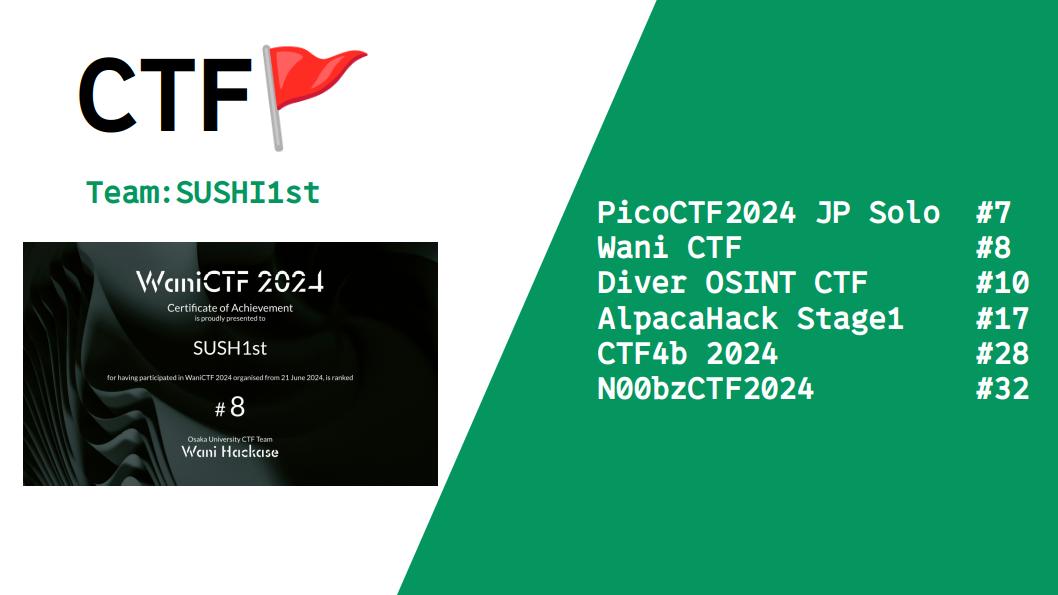 CTF
Team:SUSHI1st
WaniCTF 2024
Certificate of Achievement
is proudly presented to
SUSH1st
for having participated in WaniCTF 2024 organised from 21 June 2024, is ranked
# 8
Osaka University CTF Team
Wani Hackase
PicoCTF2024 JP Solo #7
Wani CTF #8
Diver OSINT CTF #10
AlpacaHack Stage1 #17
CTF4b 2024 #28
N00bzCTF2024 #32